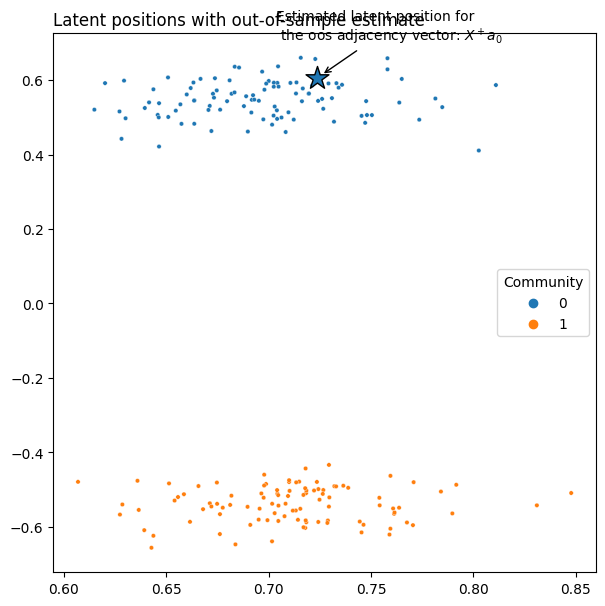 Estimated latent position for
Latent positions with out-of-sample estimate
the oos adjacency vector: X⁺a₀
0.6
0.4
0.2
0.0
−0.2
−0.4
−0.6
Community
0
1
0.60 0.65 0.70 0.75 0.80 0.85